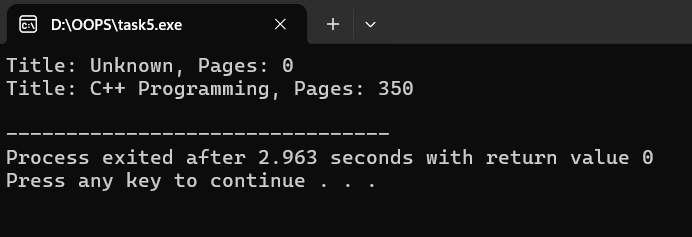 D:\OOPS\task5.exe
Title: Unknown, Pages: 0
Title: C++ Programming, Pages: 350
--------------------------------
Process exited after 2.963 seconds with return value 0
Press any key to continue . . .